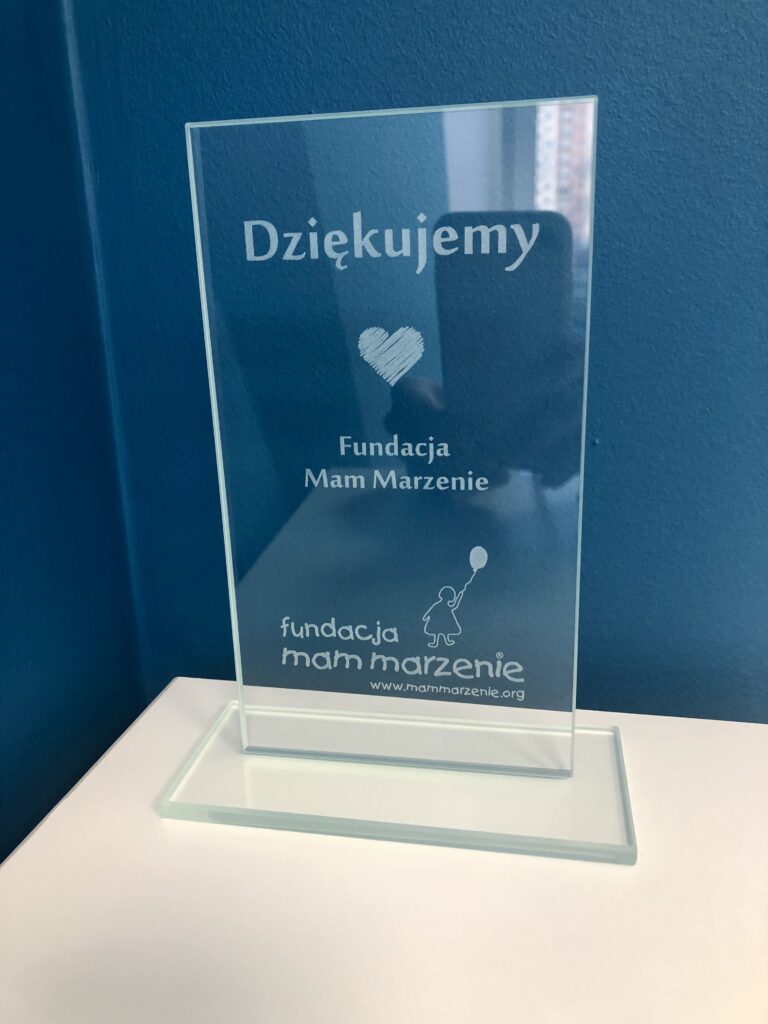 Dziękujemy
Fundacja
Mam Marzenie
fundacja
mam marzenie®
www.mammarzenie.org